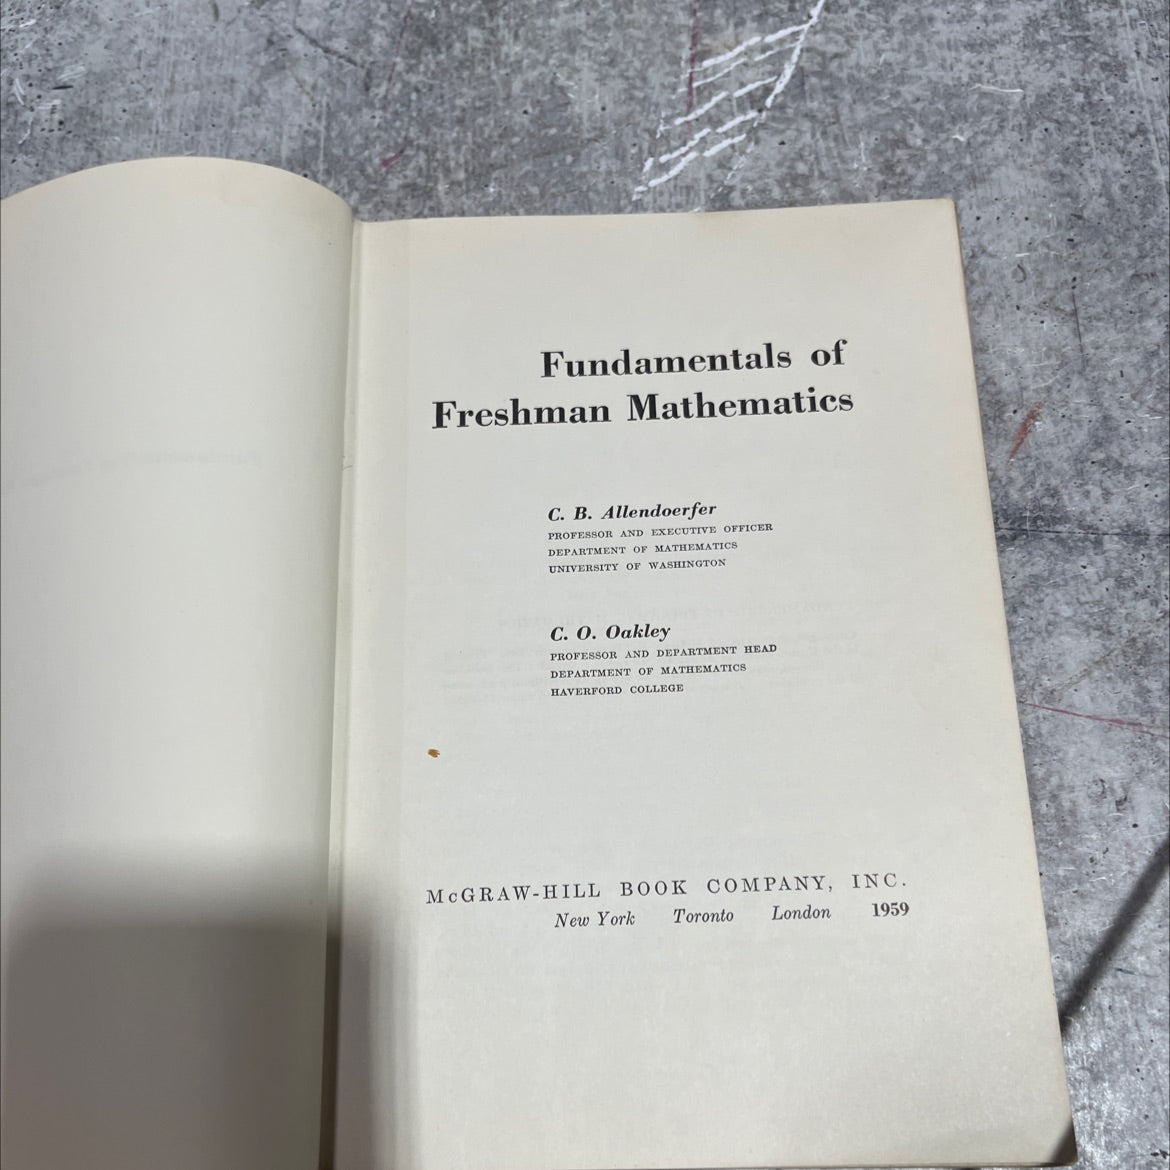 Fundamentals of
Freshman Mathematics
C. B. Allendoerfer
PROFESSOR AND EXECUTIVE OFFICER
DEPARTMENT OF MATHEMATICS
UNIVERSITY OF WASHINGTON
C. O. Oakley
PROFESSOR AND DEPARTMENT HEAD
DEPARTMENT OF MATHEMATICS
HAVERFORD COLLEGE
McGRAW-HILL BOOK COMPANY, INC.
New York Toronto London 1959